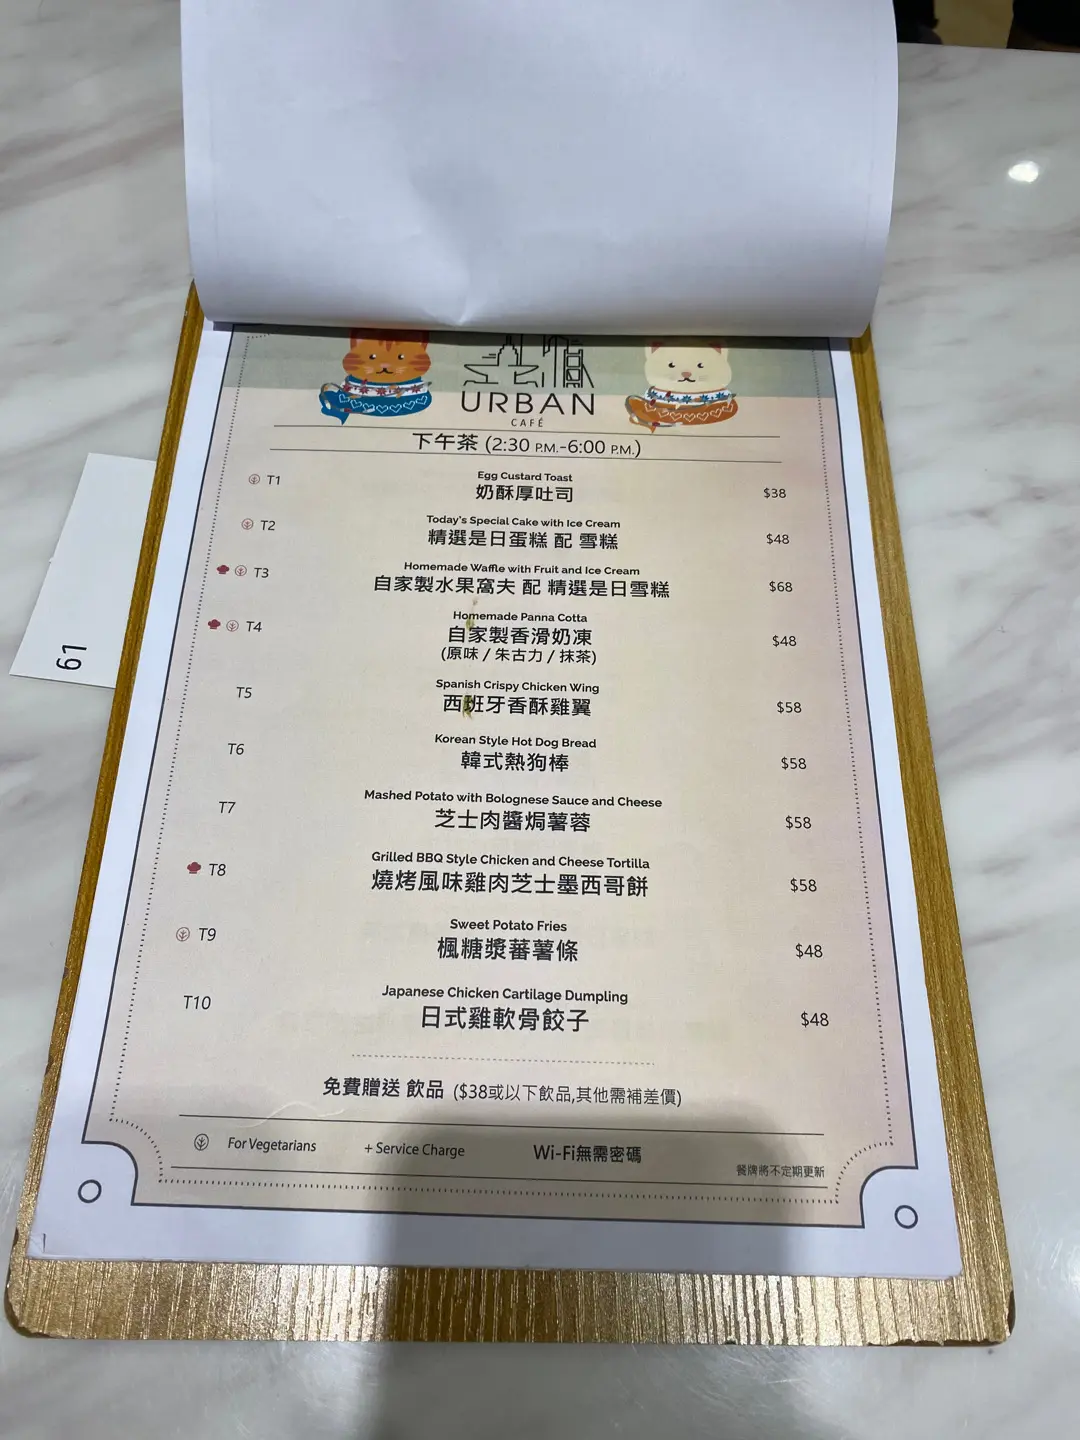 URBAN
CAFÉ
下午茶 (2:30 P.M.-6:00 P.M.)
T1 Egg Custard Toast
奶酥厚吐司 $38
T2 Today's Special Cake with Ice Cream
精選是日蛋糕 配 雪糕 $48
T3 Homemade Waffle with Fruit and Ice Cream
自家製水果窩夫 配 精選是日雪糕 $68
T4 Homemade Panna Cotta
自家製香滑奶凍 $48
(原味 / 朱古力 / 抹茶)
T5 Spanish Crispy Chicken Wing
西班牙香酥雞翼 $58
T6 Korean Style Hot Dog Bread
韓式熱狗棒 $58
T7 Mashed Potato with Bolognese Sauce and Cheese
芝士肉醬焗薯蓉 $58
T8 Grilled BBQ Style Chicken and Cheese Tortilla
燒烤風味雞肉芝士墨西哥餅 $58
T9 Sweet Potato Fries
楓糖漿蕃薯條 $48
T10 Japanese Chicken Cartilage Dumpling
日式雞軟骨餃子 $48
免費贈送 飲品 ($38或以下飲品,其他需補差價)
For Vegetarians + Service Charge Wi-Fi無需密碼
餐牌將不定期更新
61